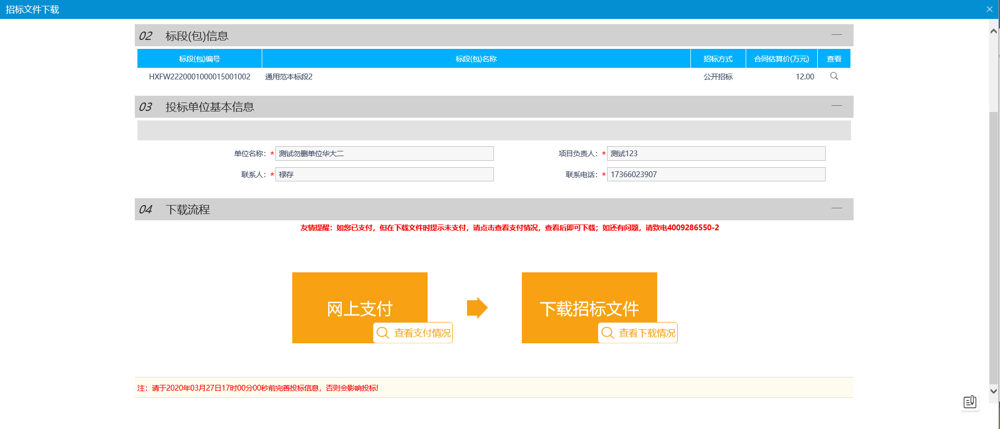 招标文件下载
02 标段(包)信息
标段(包)编号 标段(包)名称 招标方式 合同估算价(万元) 查看
HXFW2220001000015001002 通用范本标段2 公开招标 12.00
03 投标单位基本信息
单位名称：* 测试勿删单位华大二 项目负责人：* 测试123
联系人：* 禄存 联系电话：* 17366023907
04 下载流程
友情提醒：如您已支付，但在下载文件时提示未支付，请点击查看支付情况，查看后即可下载；如还有问题，请致电4009286550-2
网上支付 下载招标文件
查看支付情况 查看下载情况
注：请于2020年03月27日17时00分00秒前完善投标信息，否则会影响投标!